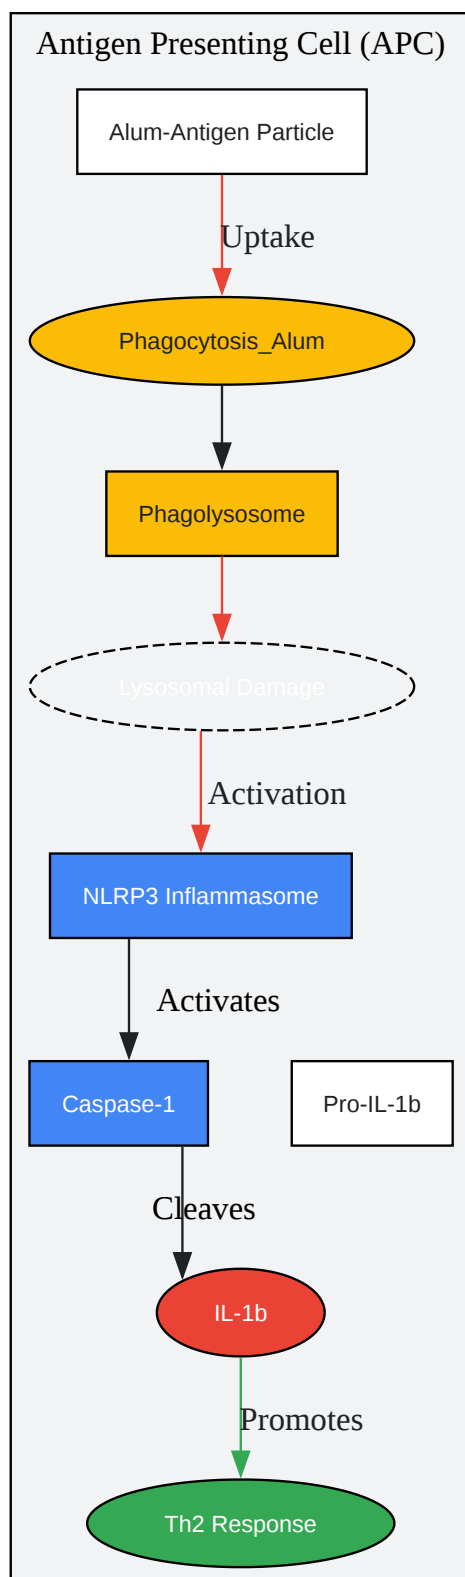 Antigen Presenting Cell (APC)
Alum-Antigen Particle
Uptake
Phagocytosis_Alum
Phagolysosome
Lysosomal Damage
Activation
NLRP3 Inflammasome
Activates
Caspase-1
Pro-IL-1b
Cleaves
IL-1b
Promotes
Th2 Response